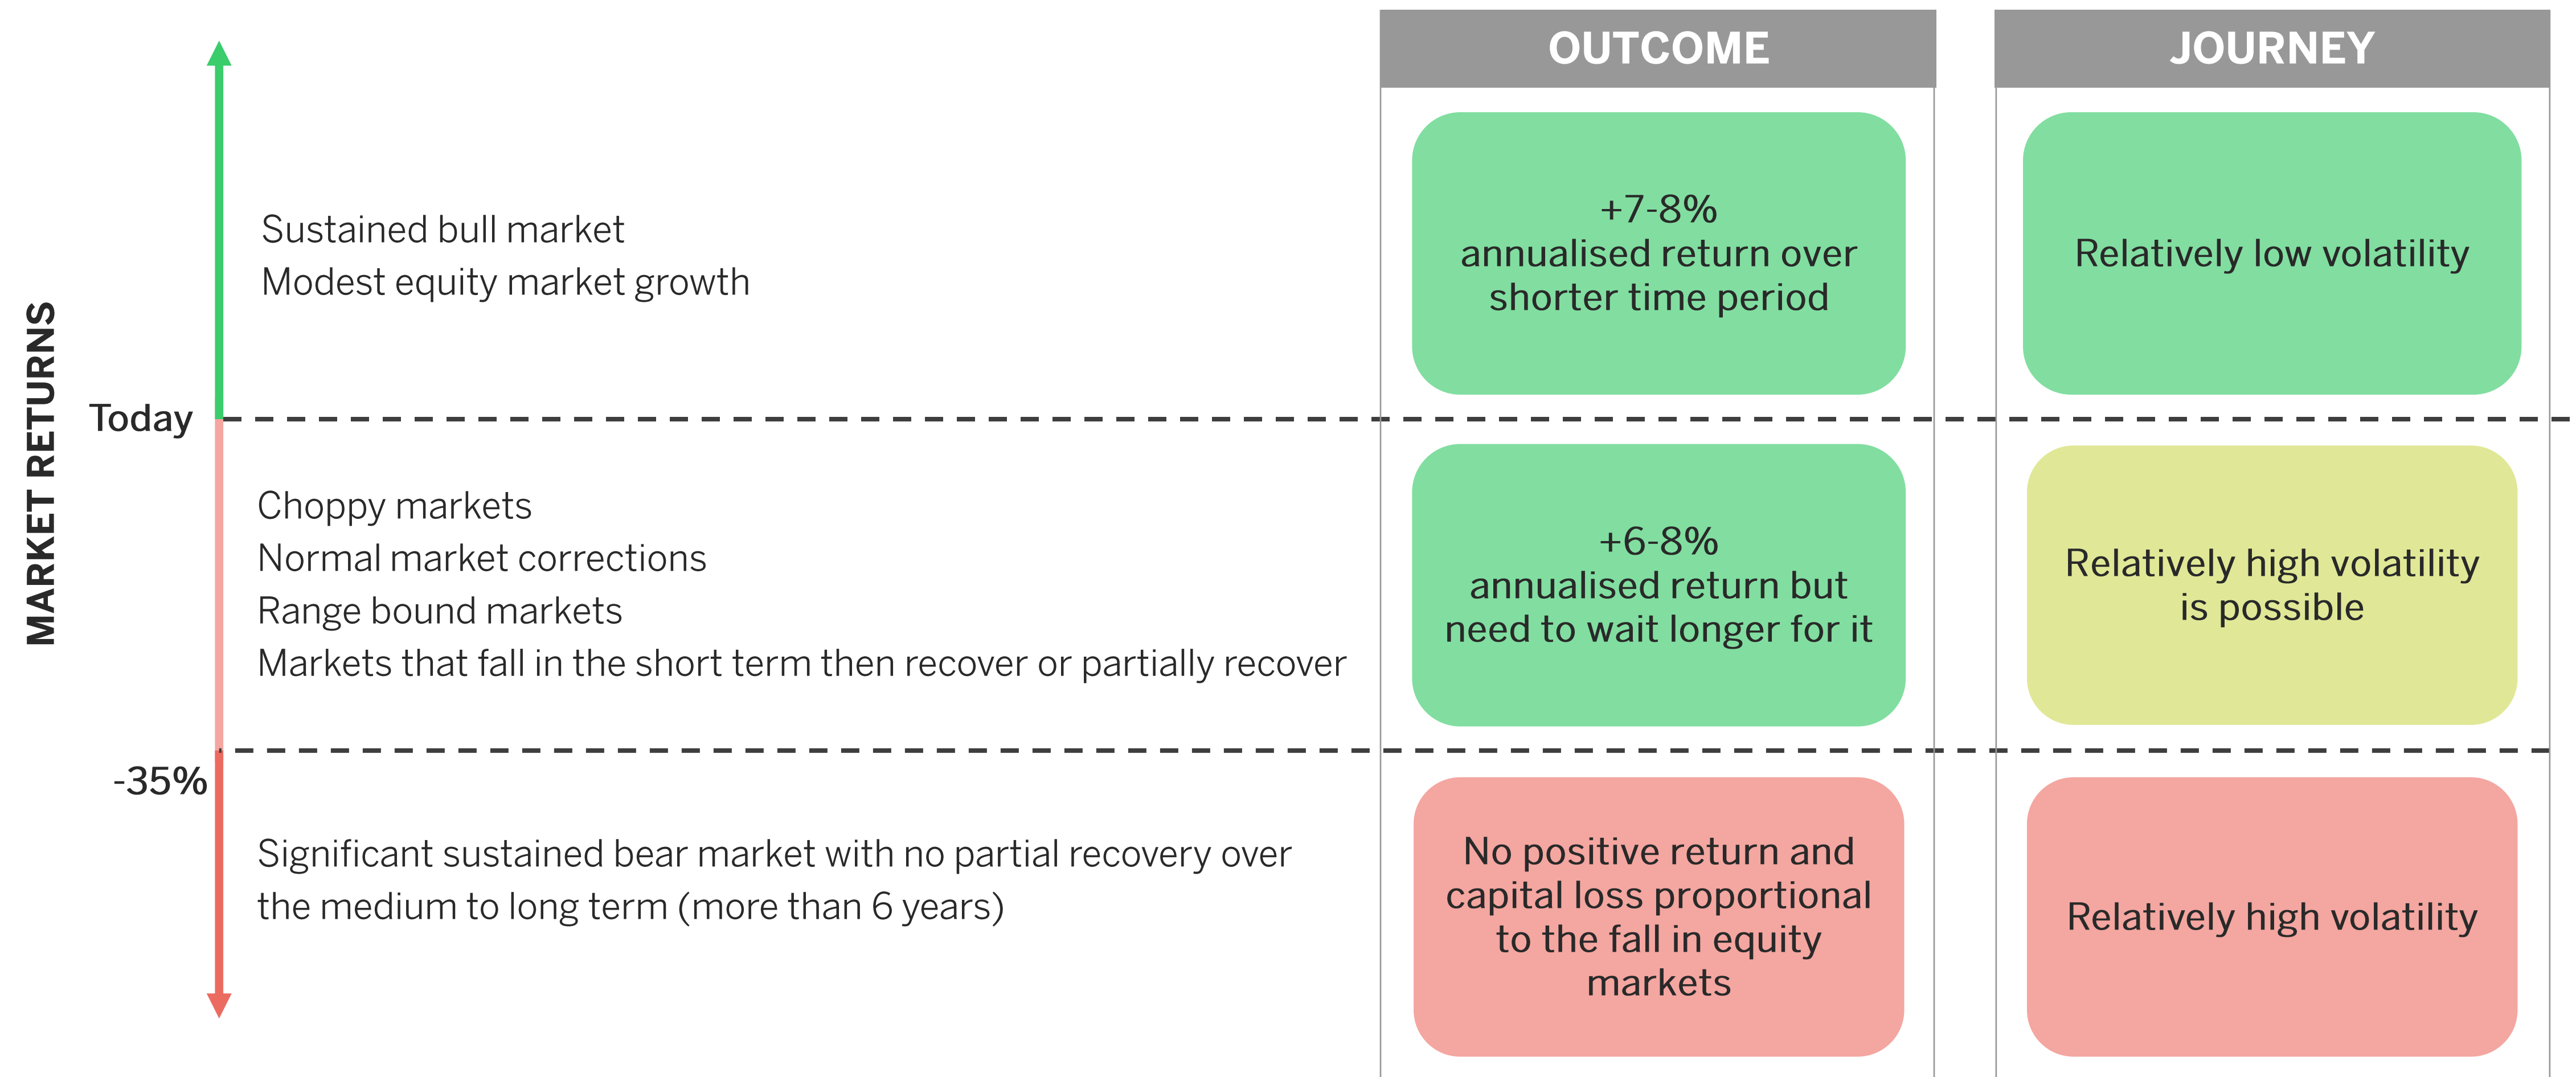 OUTCOME
JOURNEY
MARKET RETURNS
Sustained bull market
Modest equity market growth
+7-8%
annualised return over
shorter time period
Relatively low volatility
Today
Choppy markets
Normal market corrections
Range bound markets
Markets that fall in the short term then recover or partially recover
+6-8%
annualised return but
need to wait longer for it
Relatively high volatility
is possible
-35%
Significant sustained bear market with no partial recovery over
the medium to long term (more than 6 years)
No positive return and
capital loss proportional
to the fall in equity
markets
Relatively high volatility